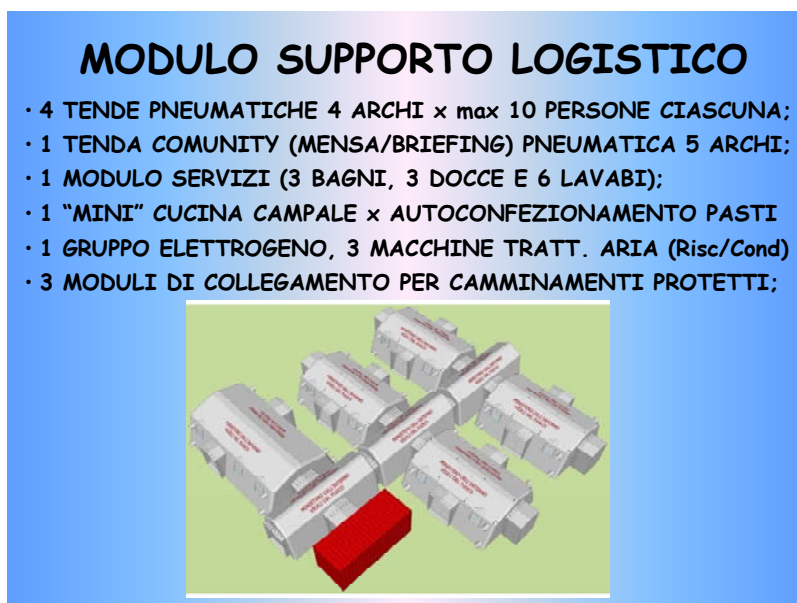 MODULO SUPPORTO LOGISTICO
• 4 TENDE PNEUMATICHE 4 ARCHI x max 10 PERSONE CIASCUNA;
• 1 TENDA COMUNITY (MENSA/BRIEFING) PNEUMATICA 5 ARCHI;
• 1 MODULO SERVIZI (3 BAGNI, 3 DOCCE E 6 LAVABI);
• 1 “MINI” CUCINA CAMPALE x AUTOCONFEZIONAMENTO PASTI
• 1 GRUPPO ELETTROGENO, 3 MACCHINE TRATT. ARIA (Risc/Cond)
• 3 MODULI DI COLLEGAMENTO PER CAMMINAMENTI PROTETTI;